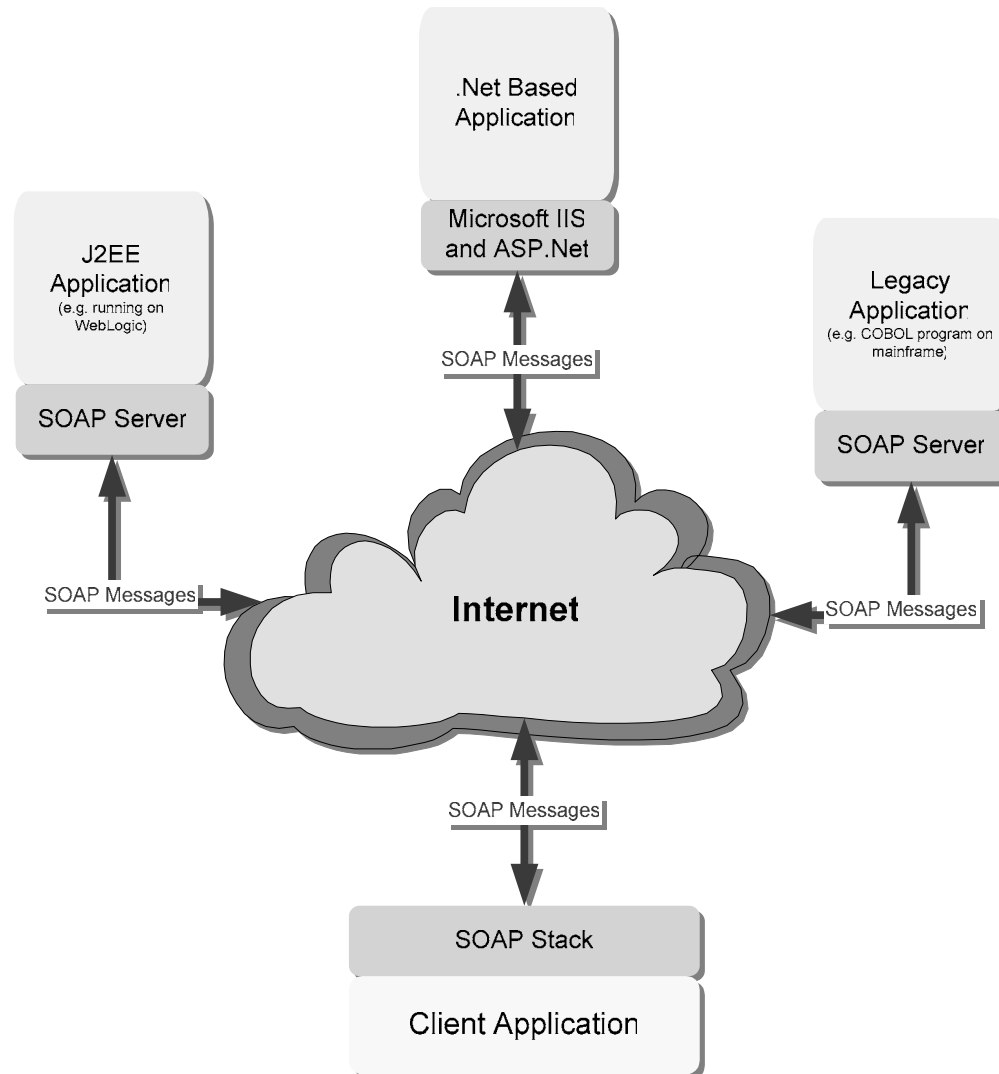 .Net Based
Application
Microsoft IIS
and ASP.Net
J2EE
Application
(e.g. running on
WebLogic)
SOAP Server
Legacy
Application
(e.g. COBOL program on
mainframe)
SOAP Server
SOAP Messages
SOAP Messages
SOAP Messages
Internet
SOAP Messages
SOAP Stack
Client Application